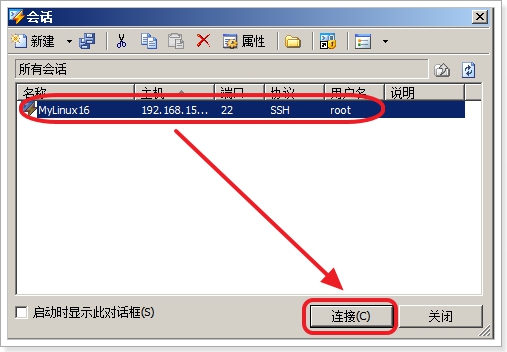 会话
新建 属性
所有会话
名称 主机 端口 协议 用户名 说明
MyLinux16 192.168.15... 22 SSH root
启动时显示此对话框(S) 连接(C) 关闭